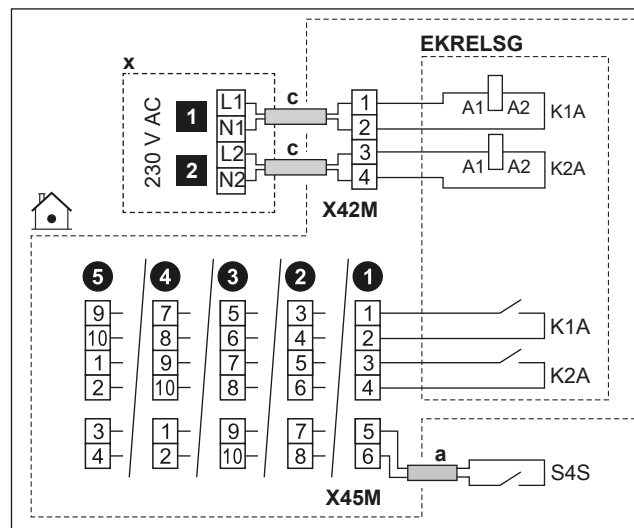 EKRELSG
x
230 V AC
1
L1
N1
2
L2
N2
c
c
1
2
3
4
X42M
A1 A2 K1A
A1 A2 K2A
5 4 3 2 1
9 7 5 3 1
10 8 6 4 2
1 9 7 5 3
2 10 8 6 4
K1A
K2A
3 1 9 7 5
4 2 10 8 6
a
S4S
X45M